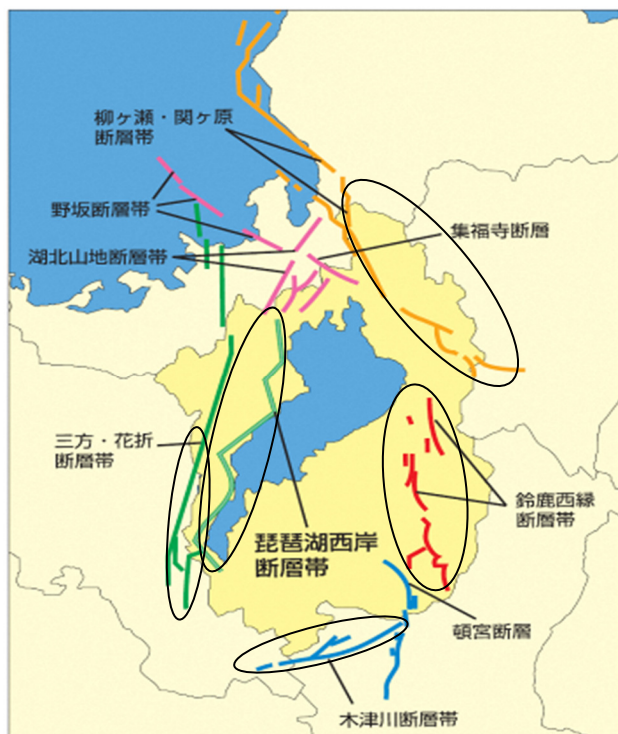 柳ヶ瀬・関ヶ原
断層帯
野坂断層帯
集福寺断層
湖北山地断層帯
三方・花折
断層帯
鈴鹿西縁
断層帯
琵琶湖西岸
断層帯
頓宮断層
木津川断層帯